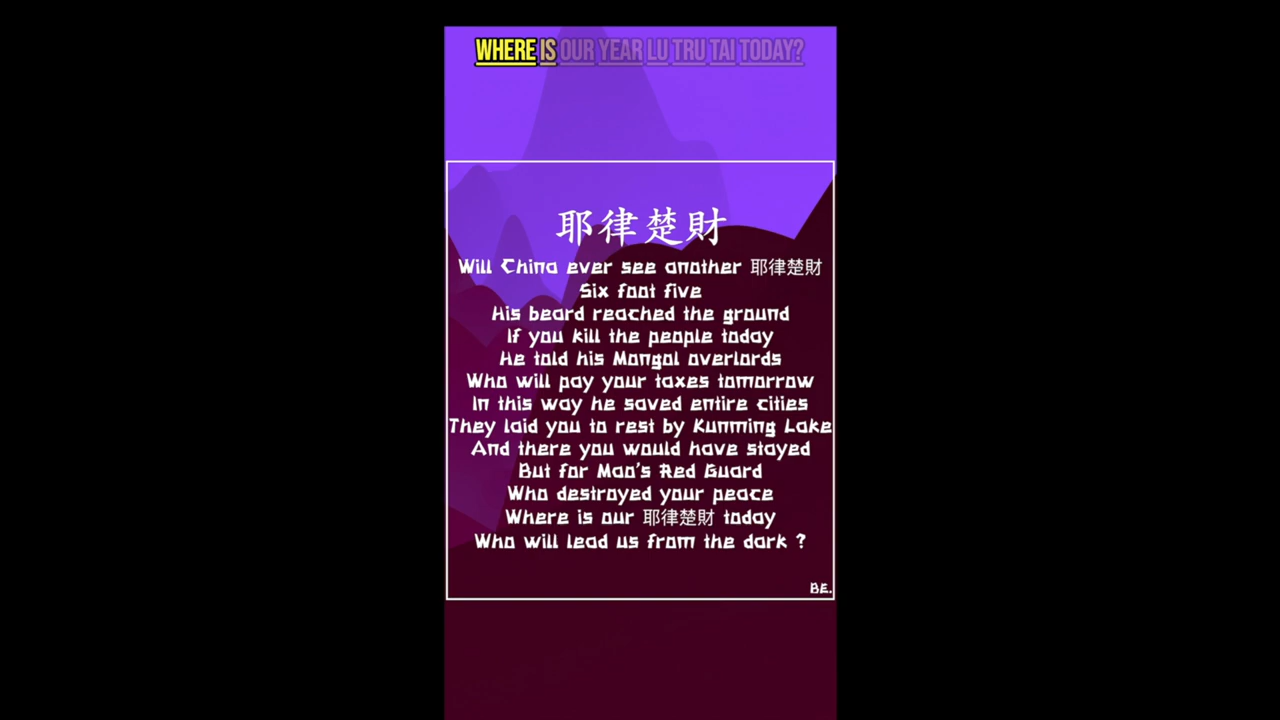 WHERE IS OUR YEAR LU TRU TAI TODAY?
耶律楚財
Will China ever see another 耶律楚財
Six foot five
His beard reached the ground
If you kill the people today
He told his Mongol overlords
Who will pay your taxes tomorrow
In this way he saved entire cities
They laid you to rest by Kunming Lake
And there you would have stayed
But for Mao's Red Guard
Who destroyed your peace
Where is our 耶律楚財 today
Who will lead us from the dark ?
BE.